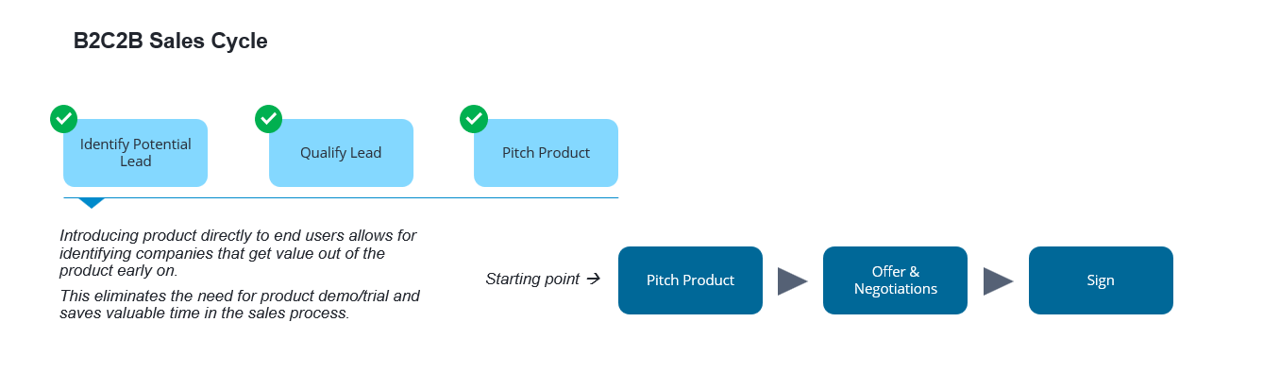 B2C2B Sales Cycle
Identify Potential
Lead
Qualify Lead
Pitch Product
Introducing product directly to end users allows for
identifying companies that get value out of the
product early on.
This eliminates the need for product demo/trial and
saves valuable time in the sales process.
Starting point →
Pitch Product
Offer &
Negotiations
Sign